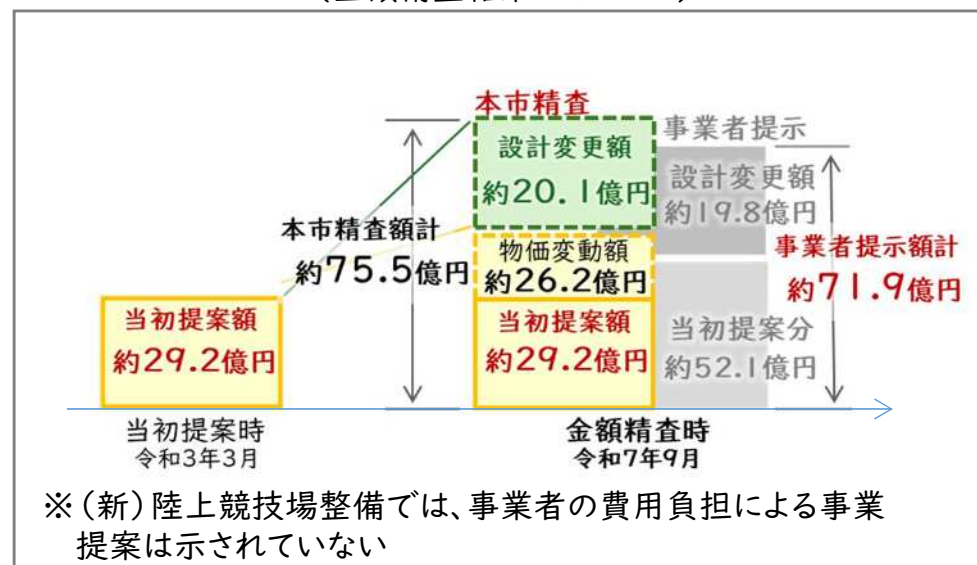 本市精査
事業者提示
設計変更額
約20.1億円
設計変更額
約19.8億円
本市精査額計
約75.5億円
物価変動額
約26.2億円
事業者提示額計
約71.9億円
当初提案額
約29.2億円
当初提案額
約29.2億円
当初提案分
約52.1億円
当初提案時
令和3年3月
金額精査時
令和7年9月
※(新)陸上競技場整備では、事業者の費用負担による事業
提案は示されていない